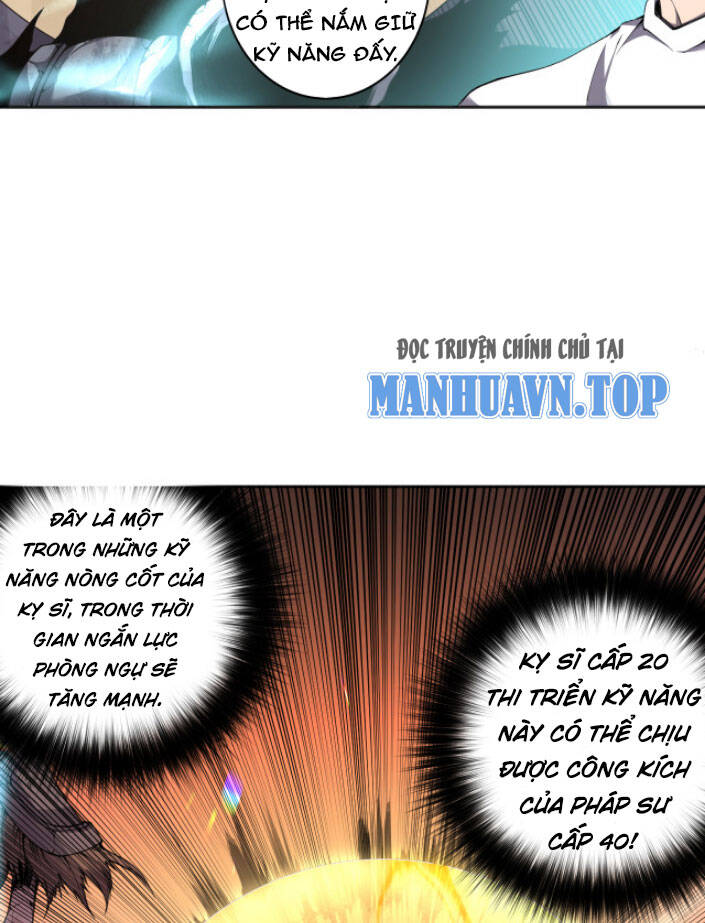 CÓ THỂ NẮM GIỮ
KỸ NĂNG ĐẤY.
ĐỌC TRUYỆN CHÍNH CHỦ TẠI
MANHUAVN.TOP
ĐÂY LÀ MỘT
TRONG NHỮNG KỸ
NĂNG NÒNG CỐT CỦA
KỴ SĨ, TRONG THỜI
GIAN NGẮN LỰC
PHÒNG NGỰ SẼ
TĂNG MẠNH.
KỴ SĨ CẤP 20
THI TRIỂN KỸ NĂNG
NÀY CÓ THỂ CHỊU
ĐƯỢC CÔNG KÍCH
CỦA PHÁP SƯ
CẤP 40!